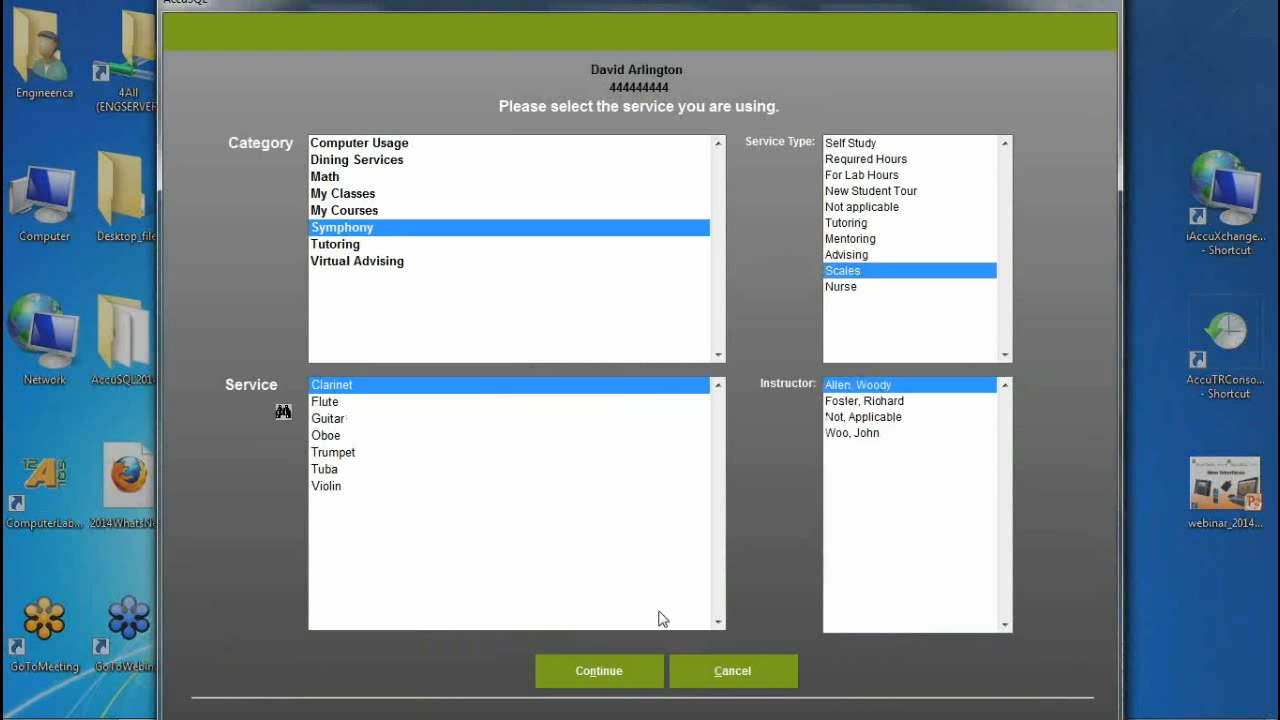 AccuSQL
David Arlington
444444444
Please select the service you are using.
Category
Computer Usage
Dining Services
Math
My Classes
My Courses
Symphony
Tutoring
Virtual Advising
Service Type:
Self Study
Required Hours
For Lab Hours
New Student Tour
Not applicable
Tutoring
Mentoring
Advising
Scales
Nurse
Service
Clarinet
Flute
Guitar
Oboe
Trumpet
Tuba
Violin
Instructor:
Allen, Woody
Foster, Richard
Not, Applicable
Woo, John
Continue
Cancel
Engineerica
4All
(ENGSERVER
Computer
Desktop_file
Network
AccuSQL201
ComputerLab...
2014WhatsN
GoToMeeting
GoToWebin
iAccuXchange...
- Shortcut
AccuTRConso...
- Shortcut
New Interfaces
webinar_2014...